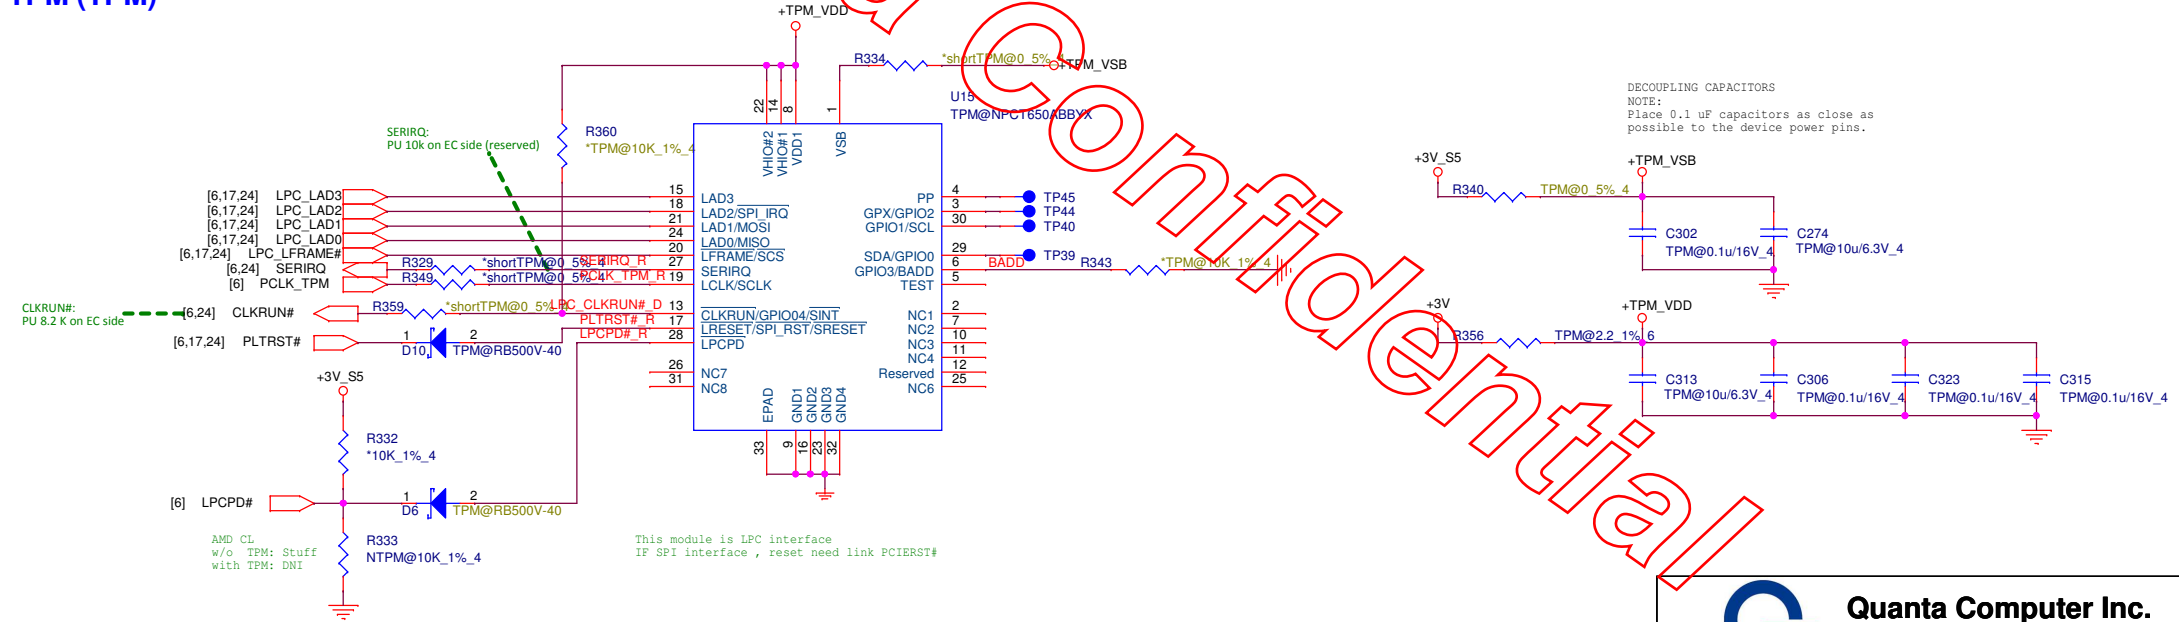 TPM (TPM)
+TPM_VDD
R334 *shortTPM@0_5%_4 +TPM_VSB
U15
TPM@NPCT650ABBYX
22 14 8 1
VHIO#2 VHIO#1 VDD1 VSB
R360
*TPM@10K_1%_4
SERIRQ:
PU 10k on EC side (reserved)
[6,17,24] LPC_LAD3 15 LAD3
[6,17,24] LPC_LAD2 18 LAD2/SPI_IRQ
[6,17,24] LPC_LAD1 21 LAD1/MOSI
[6,17,24] LPC_LAD0 24 LAD0/MISO
[6,17,24] LPC_LFRAME# 20 LFRAME/SCS
[6,24] SERIRQ R329 *shortTPM@0_5%_4 SERIRQ_R 27 SERIRQ
[6] PCLK_TPM R349 *shortTPM@0_5%_4 PCLK_TPM_R 19 LCLK/SCLK
CLKRUN#:
PU 8.2 K on EC side
[6,24] CLKRUN# R359 *shortTPM@0_5%_4 LPC_CLKRUN#_D 13 CLKRUN/GPIO04/SINT
[6,17,24] PLTRST# 1 D10 2 TPM@RB500V-40 PLTRST#_R 17 LRESET/SPI_RST/SRESET
LPCPD#_R 28 LPCPD
26 NC7
31 NC8
PP 4 TP45
GPX/GPIO2 3 TP44
GPIO1/SCL 30 TP40
SDA/GPIO0 29 TP39
GPIO3/BADD 6 BADD R343 *TPM@10K_1%_4
TEST 5
NC1 2
NC2 7
NC3 10
NC4 11
Reserved 12
NC6 25
EPAD GND1 GND2 GND3 GND4
33 9 16 23 32
+3V_S5
R332
*10K_1%_4
[6] LPCPD# 1 D6 2 TPM@RB500V-40
R333
NTPM@10K_1%_4
AMD CL
w/o TPM: Stuff
with TPM: DNI
This module is LPC interface
IF SPI interface , reset need link PCIERST#
DECOUPLING CAPACITORS
NOTE:
Place 0.1 uF capacitors as close as
possible to the device power pins.
+3V_S5 +TPM_VSB
R340 TPM@0_5%_4
C302 C274
TPM@0.1u/16V_4 TPM@10u/6.3V_4
+3V +TPM_VDD
R356 TPM@2.2_1%_6
C313 C306 C323 C315
TPM@10u/6.3V_4 TPM@0.1u/16V_4 TPM@0.1u/16V_4 TPM@0.1u/16V_4
Confidential
Quanta Computer Inc.